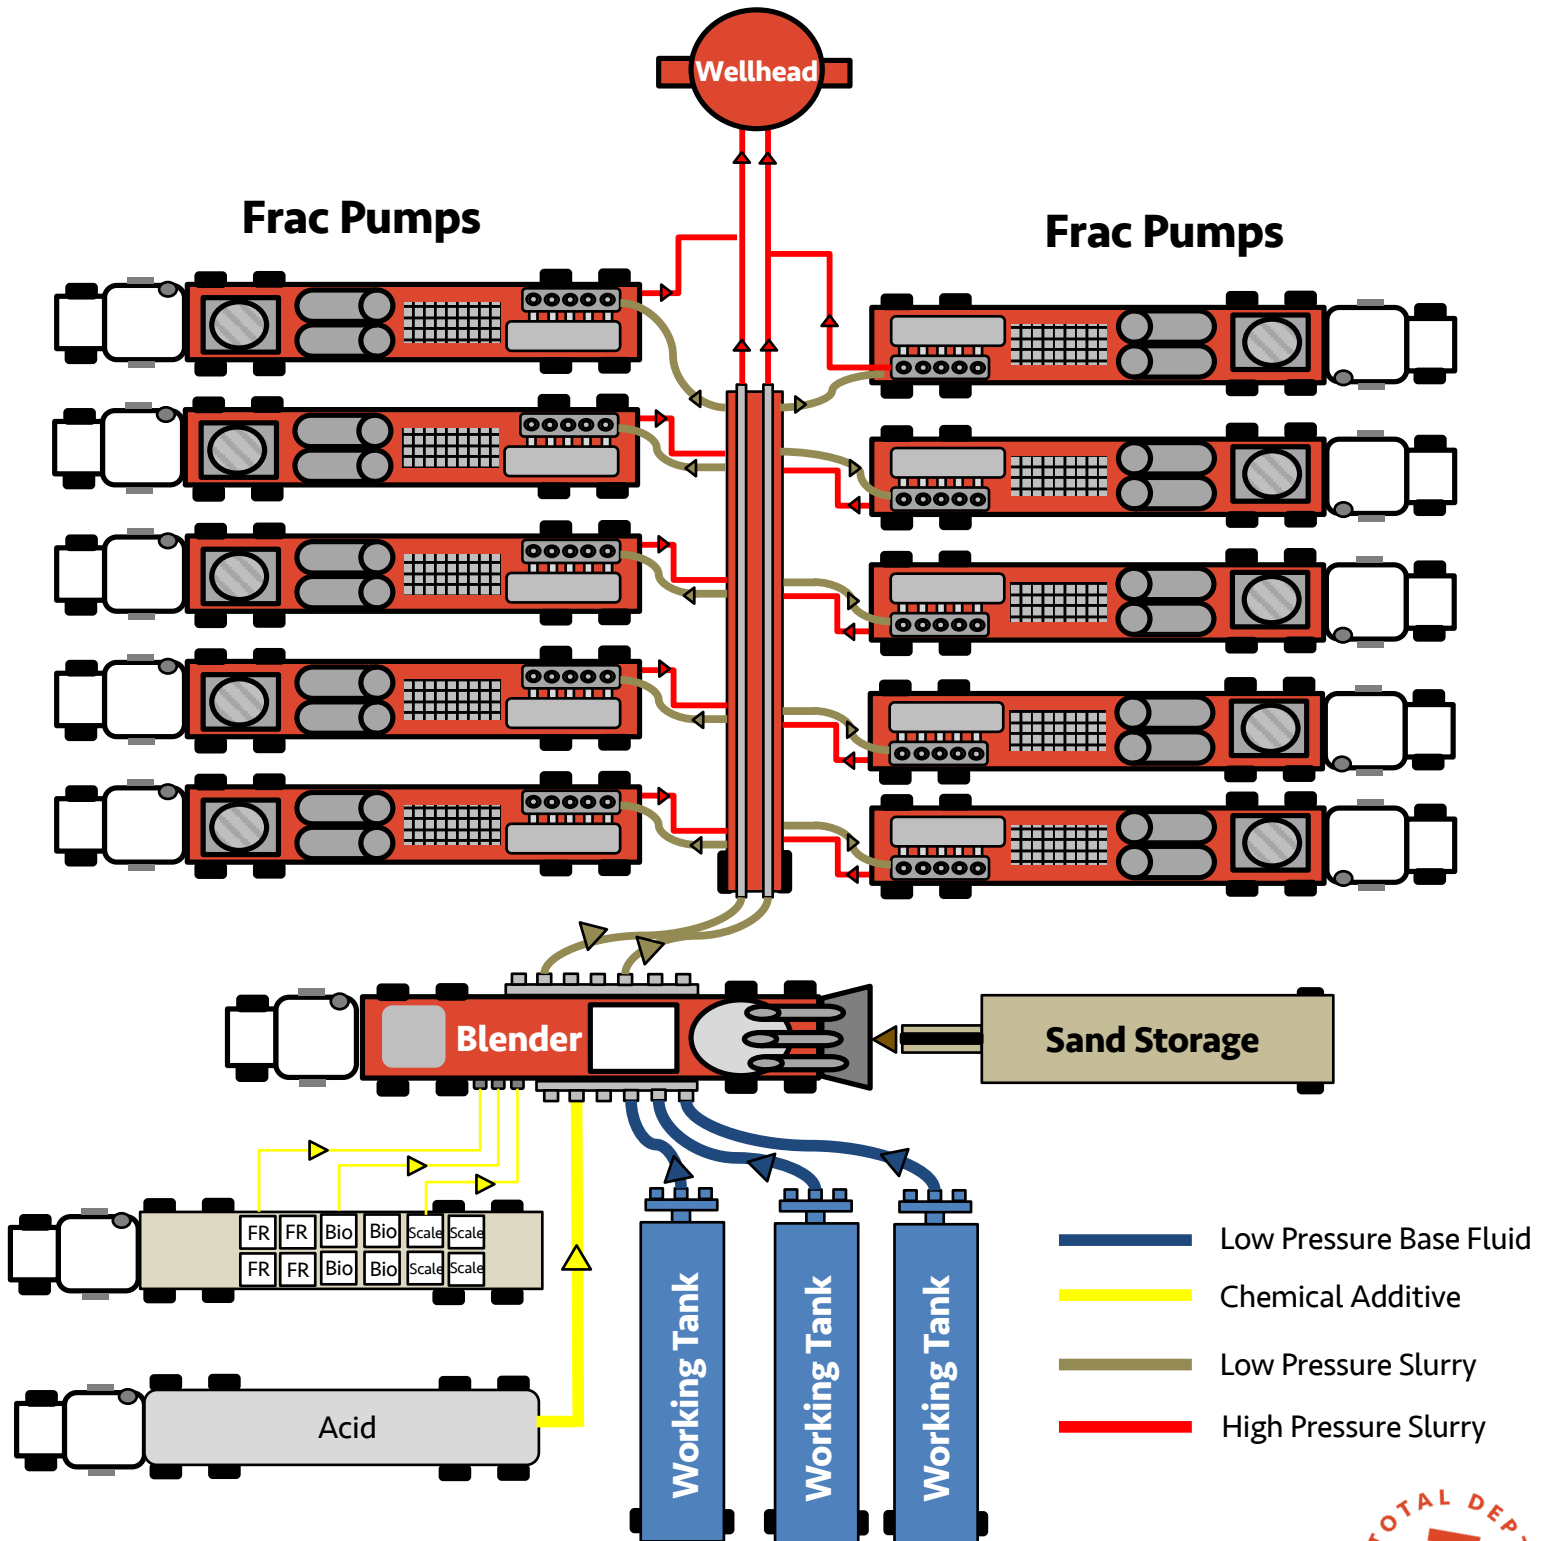 Wellhead
Frac Pumps
Frac Pumps
Blender
Sand Storage
FR FR Bio Bio Scale Scale
FR FR Bio Bio Scale Scale
Acid
Working Tank
Working Tank
Working Tank
Low Pressure Base Fluid
Chemical Additive
Low Pressure Slurry
High Pressure Slurry
TOTAL DEP